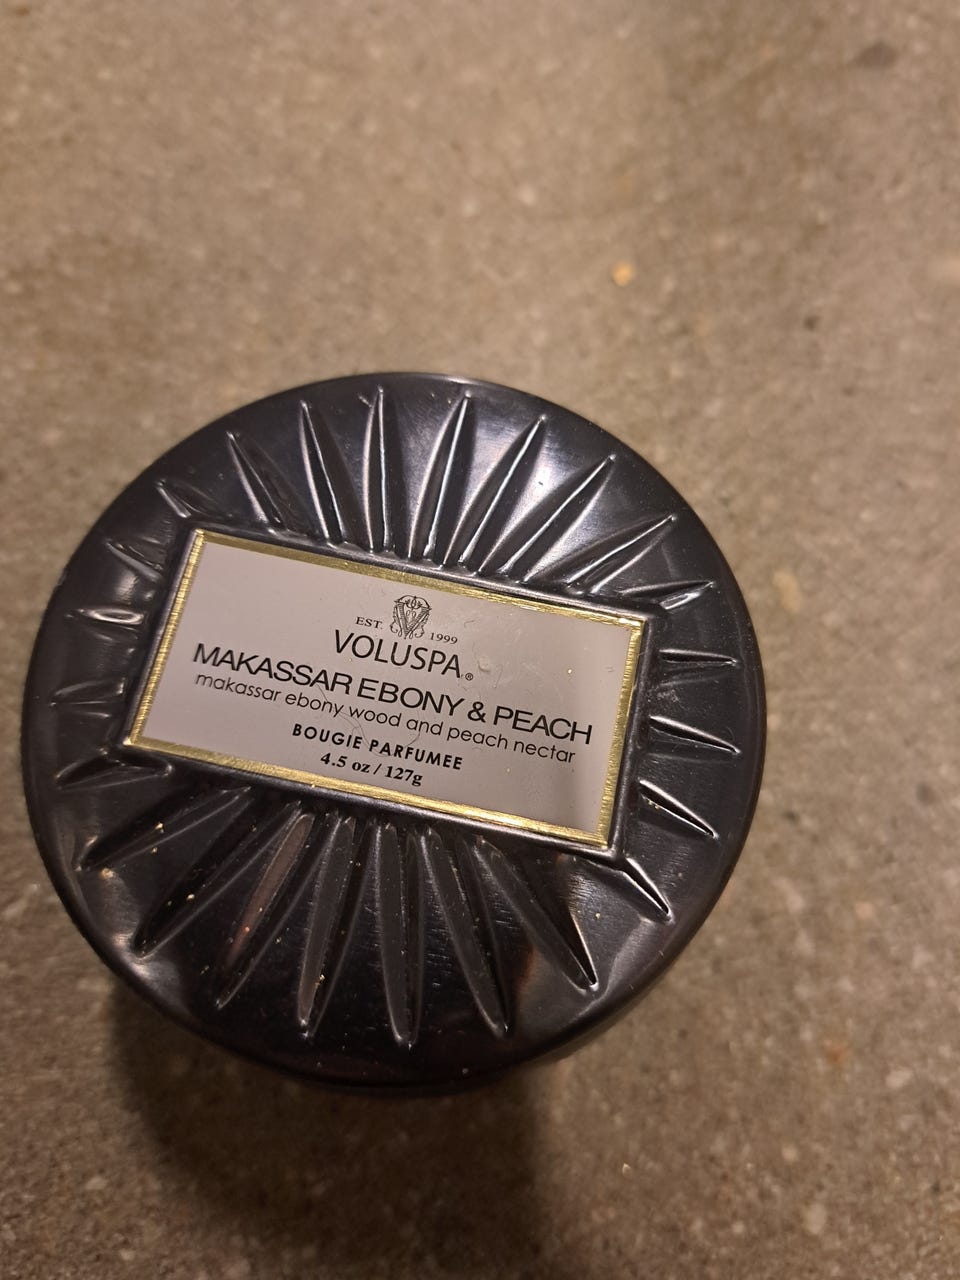 EST. 1999
VOLUSPA®
MAKASSAR EBONY & PEACH
makassar ebony wood and peach nectar
BOUGIE PARFUMEE
4.5 oz / 127g